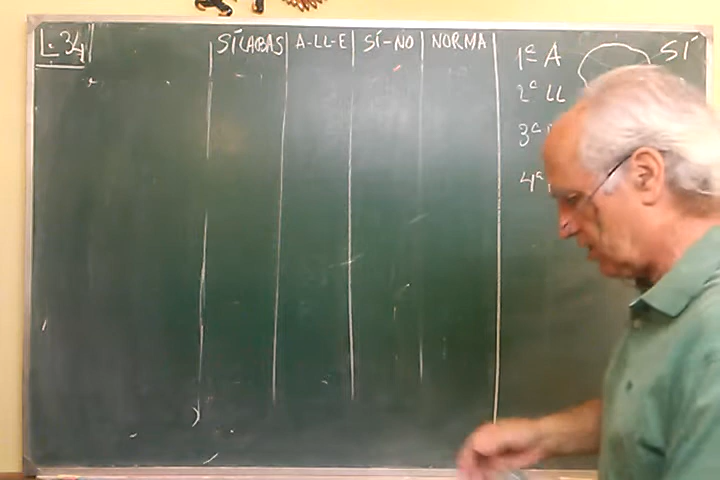 L-34
SÍLABAS A-LL-E SÍ-NO NORMA
1ª A SÍ
2ª LL
3ª
4ª